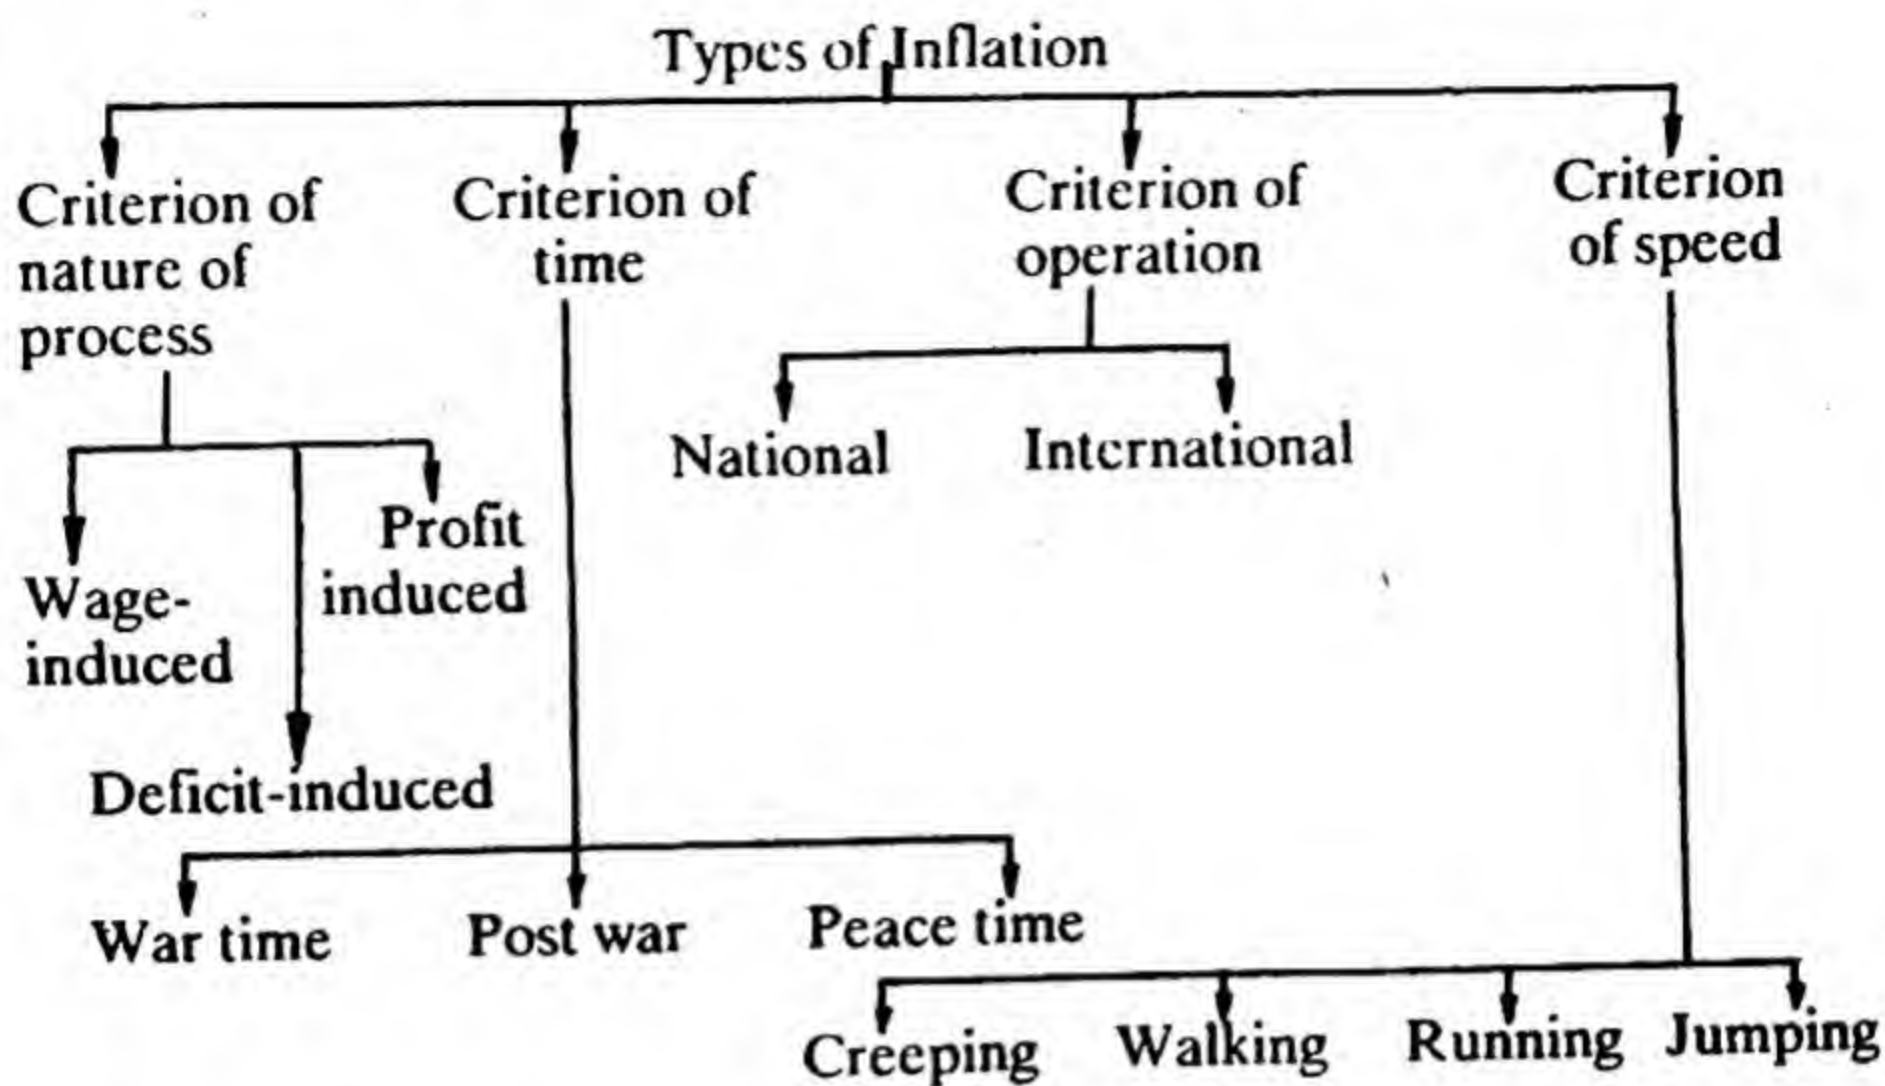 Types of Inflation
Criterion of
nature of
process
Criterion of
time
Criterion of
operation
Criterion
of speed
National
International
Profit
induced
Wage-
induced
Deficit-induced
War time
Post war
Peace time
Creeping
Walking
Running
Jumping